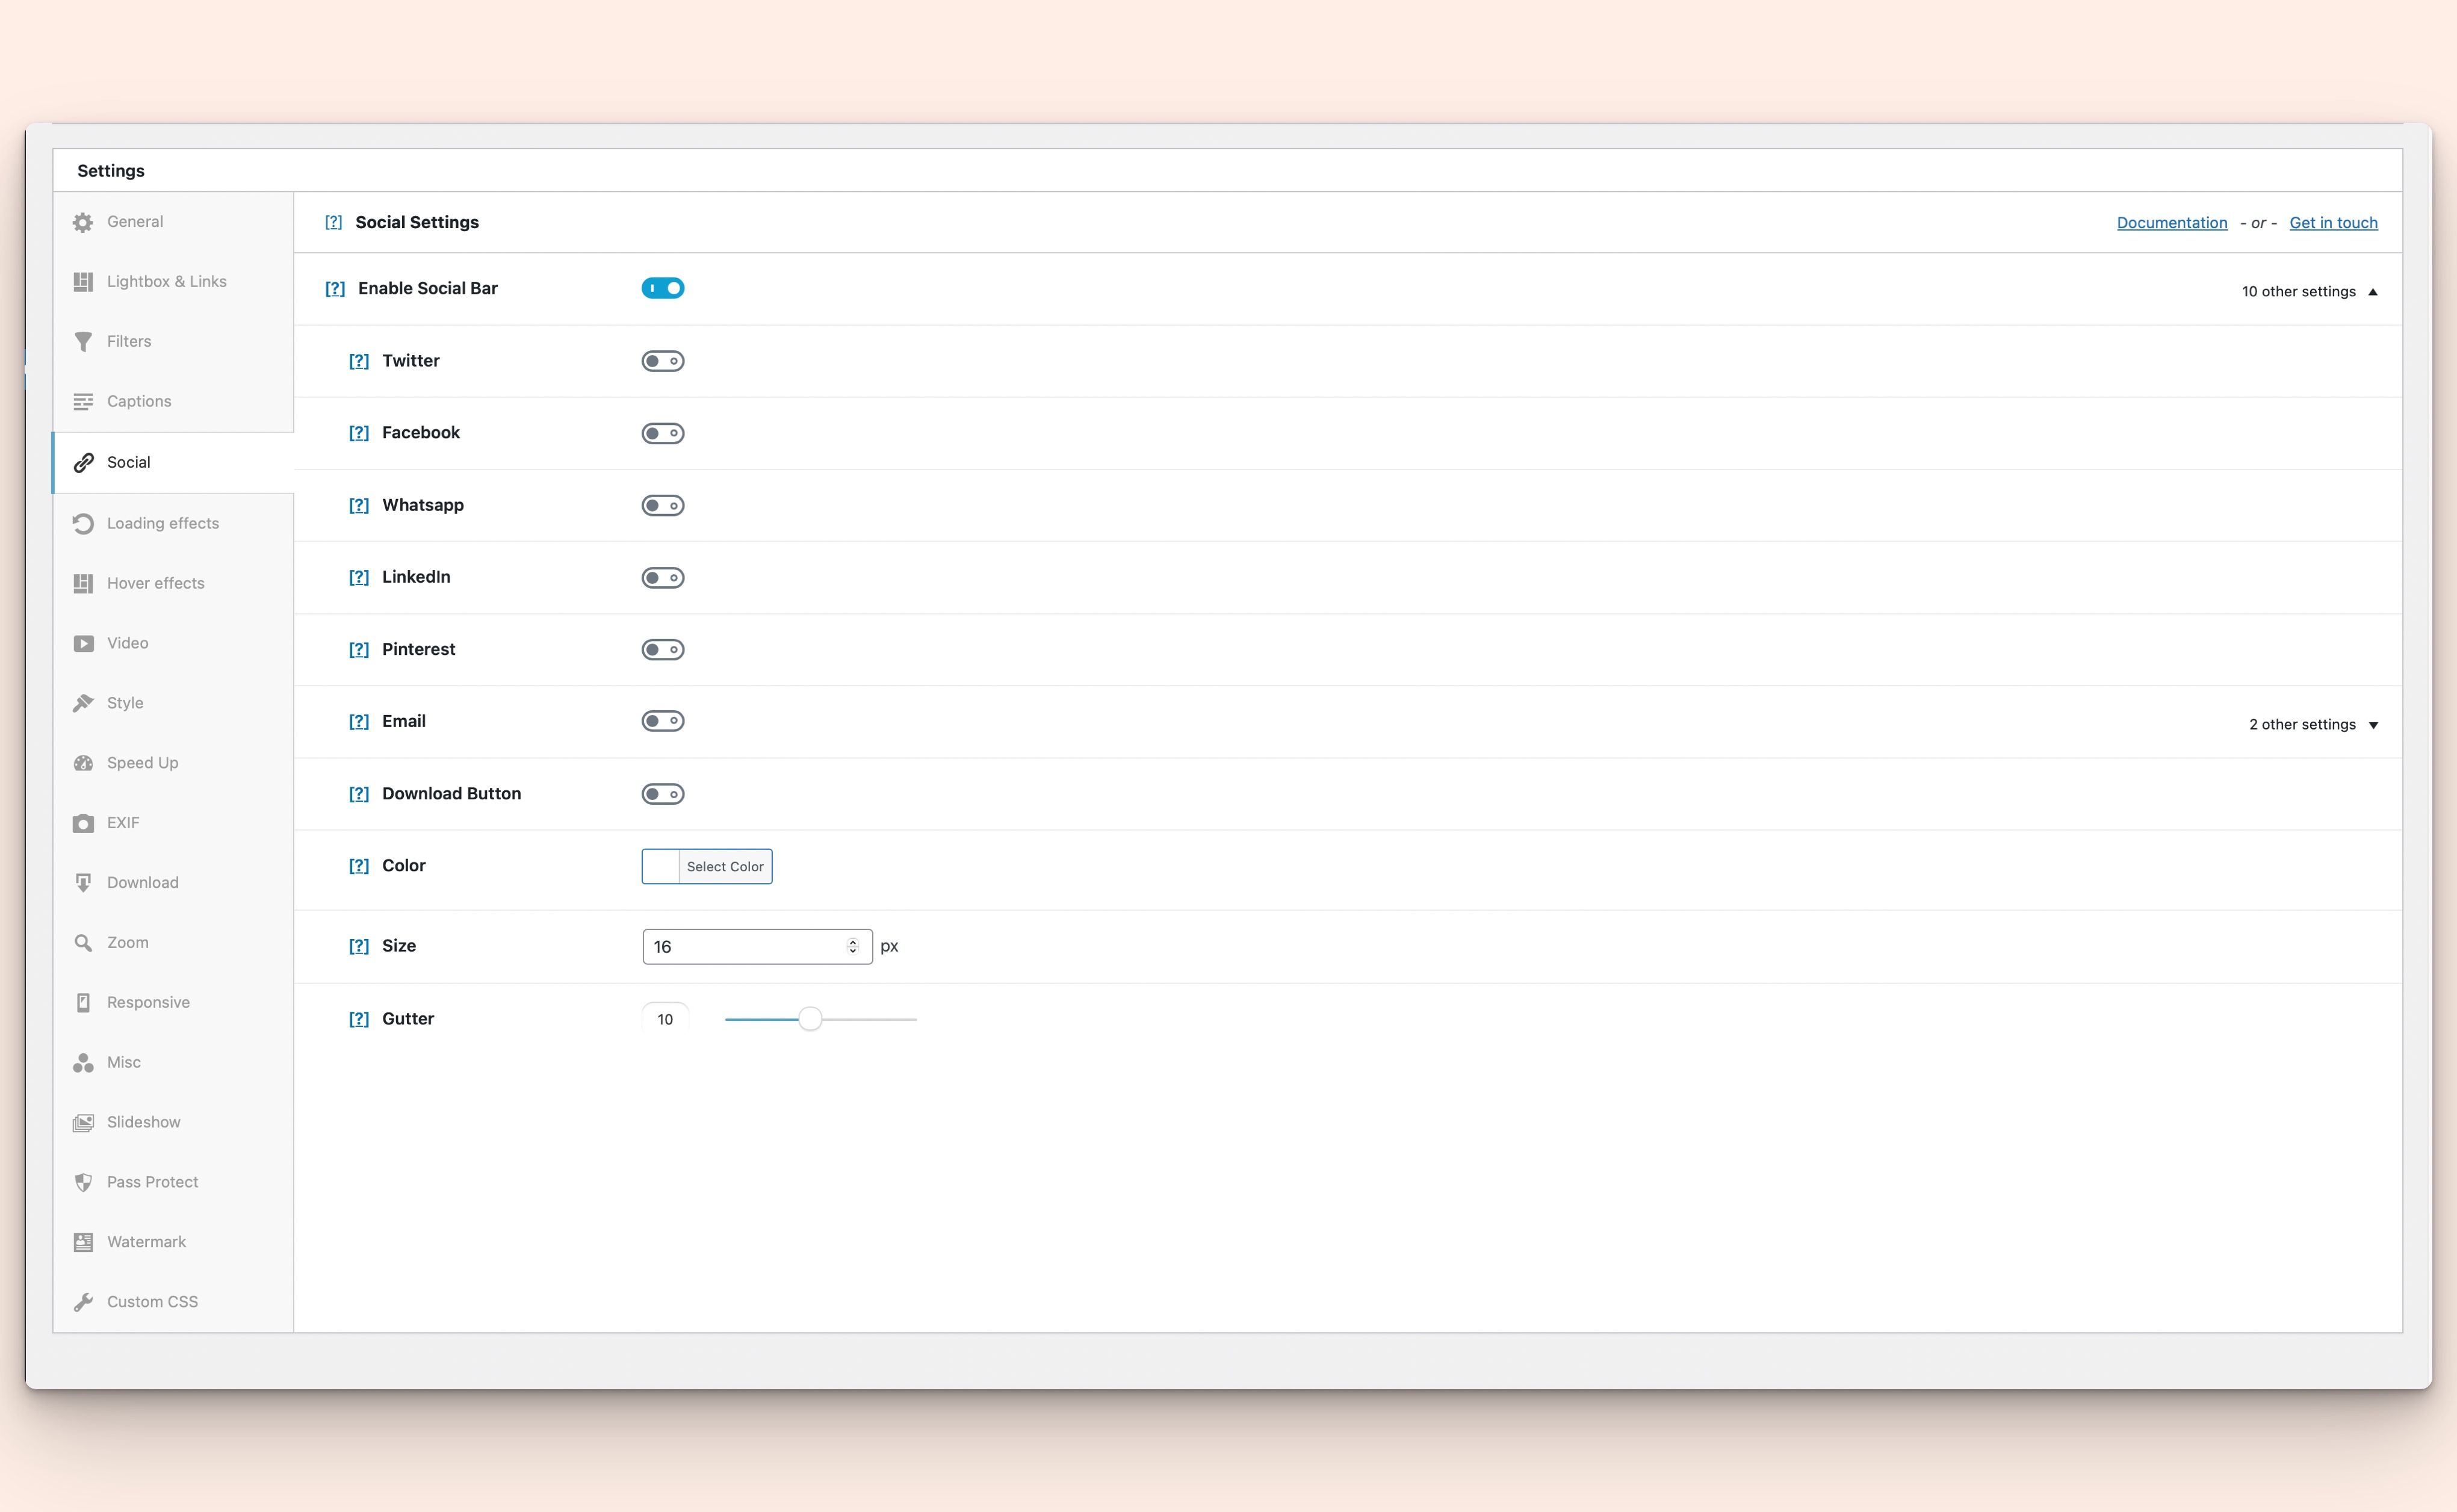 Settings
General
Lightbox & Links
Filters
Captions
Social
Loading effects
Hover effects
Video
Style
Speed Up
EXIF
Download
Zoom
Responsive
Misc
Slideshow
Pass Protect
Watermark
Custom CSS
[?] Social Settings
Documentation - or - Get in touch
[?] Enable Social Bar
10 other settings ▲
[?] Twitter
[?] Facebook
[?] Whatsapp
[?] LinkedIn
[?] Pinterest
[?] Email
2 other settings ▼
[?] Download Button
[?] Color Select Color
[?] Size 16 px
[?] Gutter 10